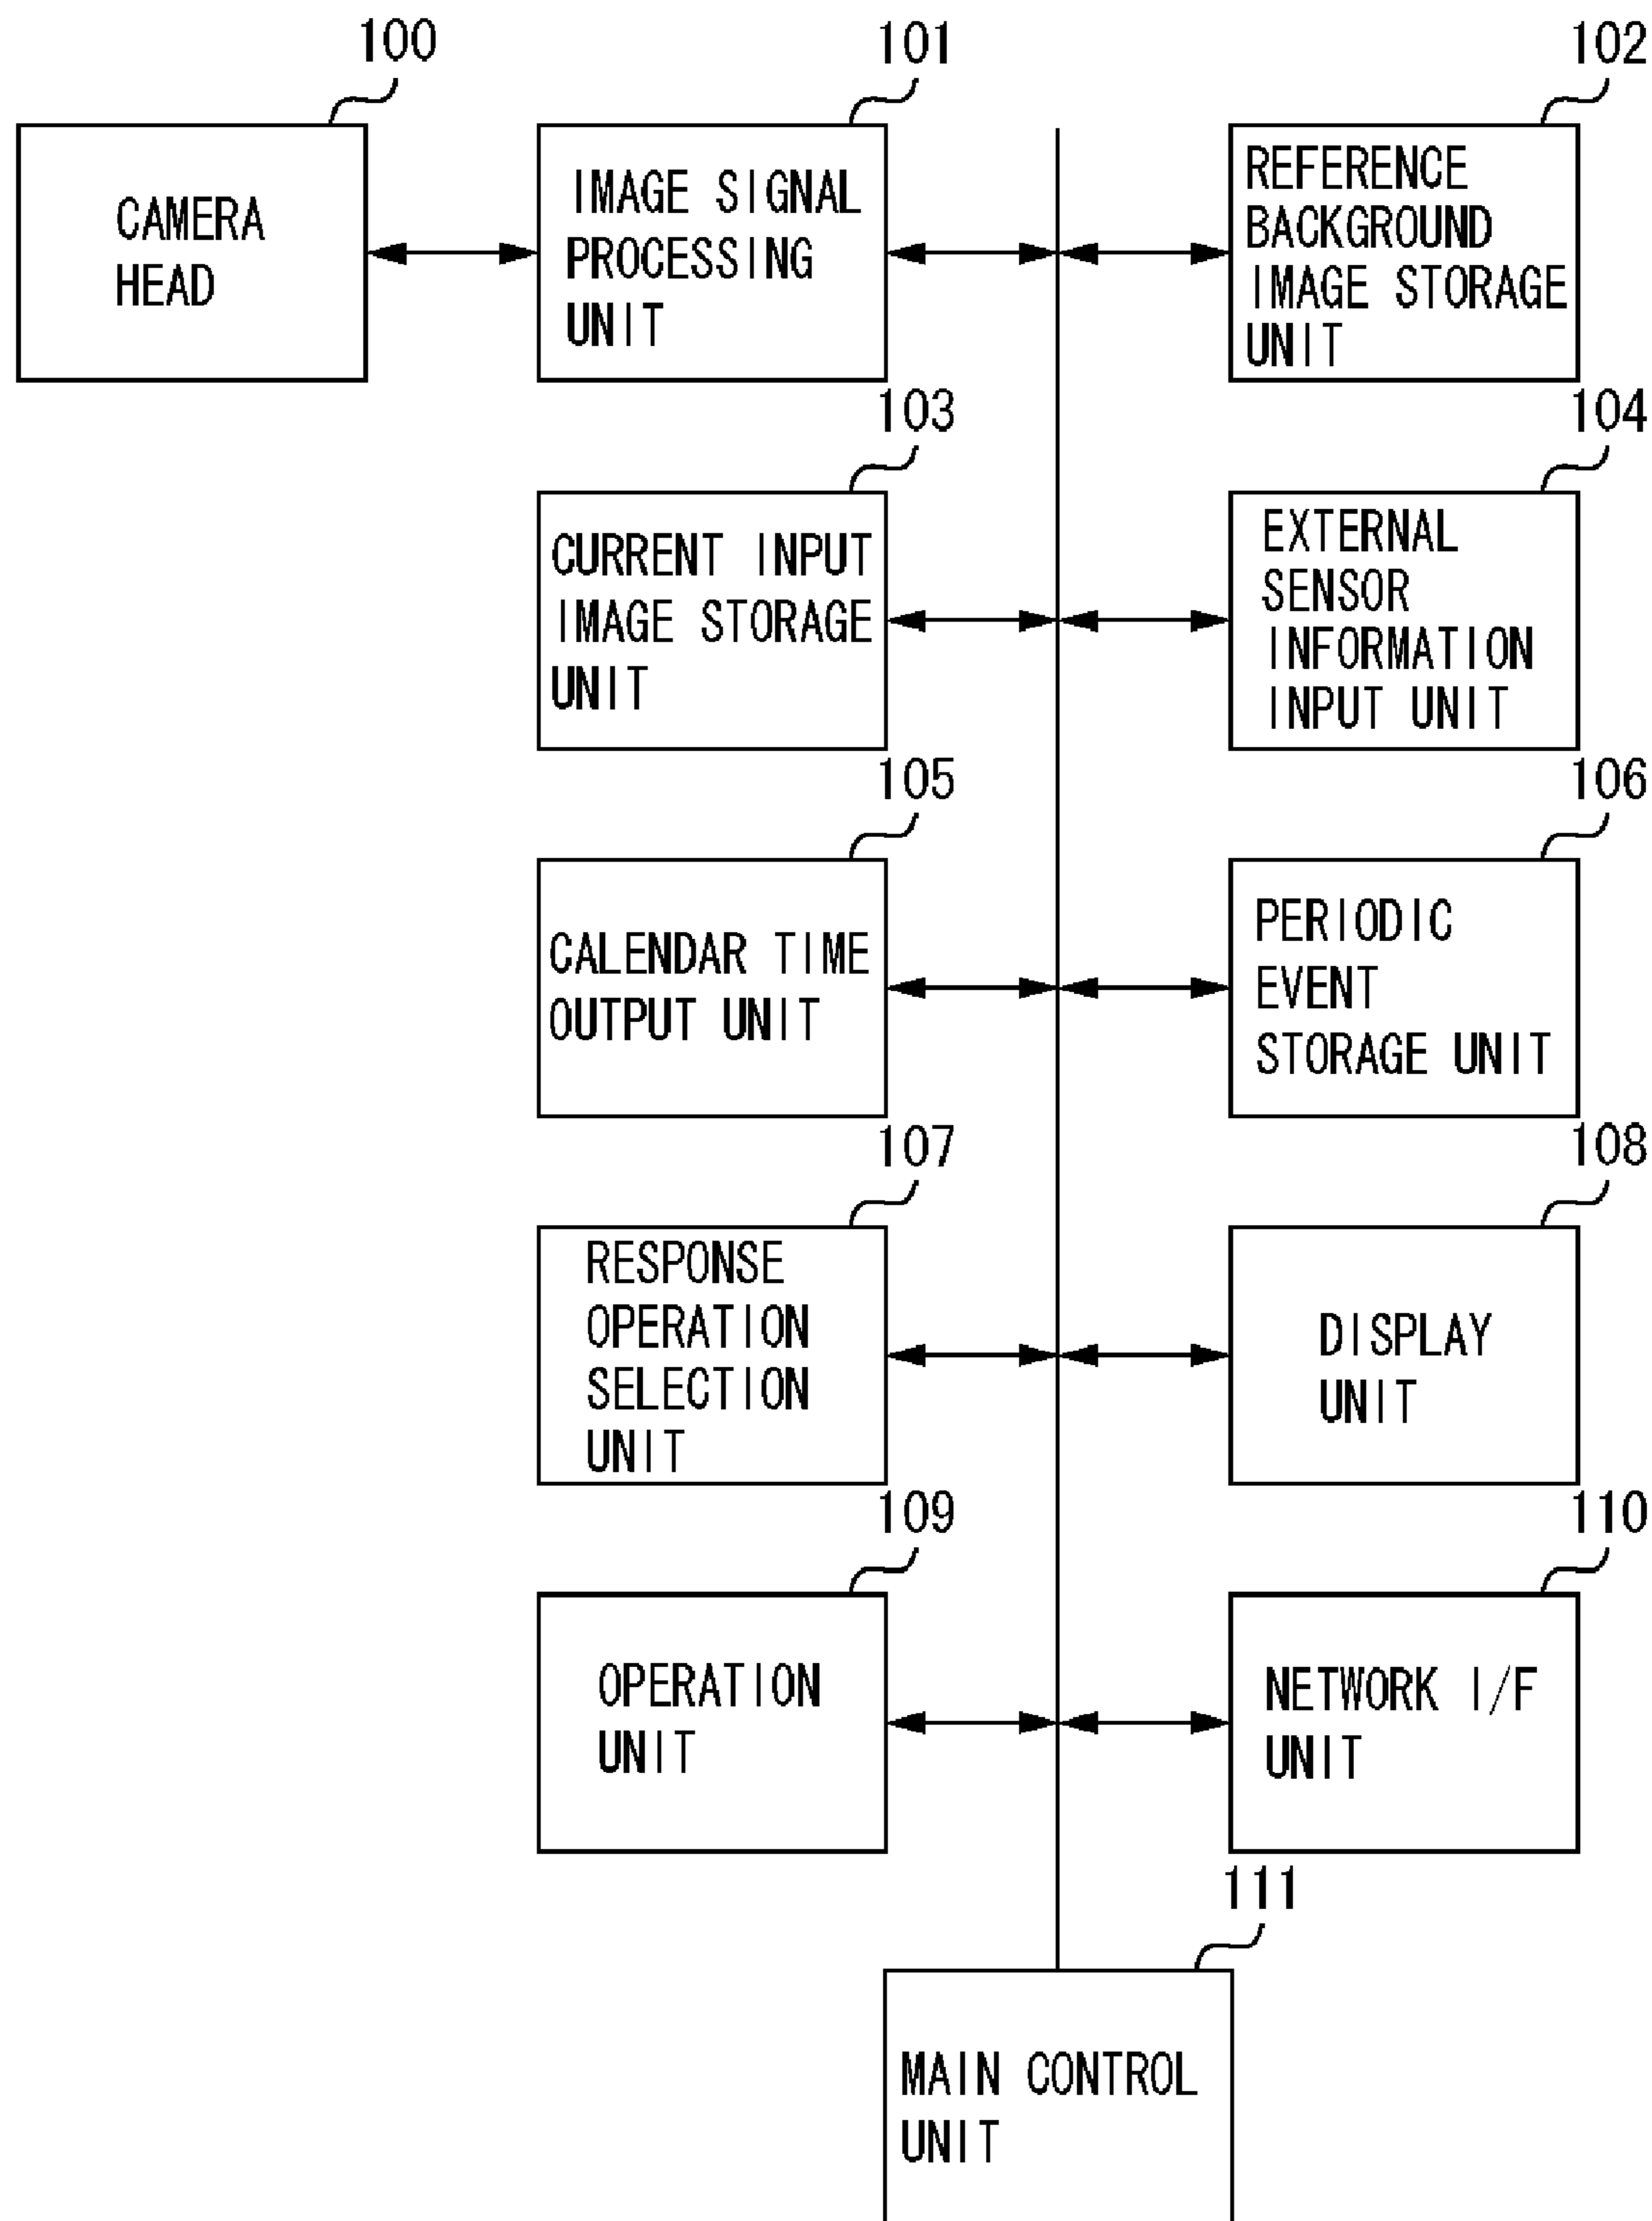 100
CAMERA
HEAD
101
IMAGE SIGNAL
PROCESSING
UNIT
102
REFERENCE
BACKGROUND
IMAGE STORAGE
UNIT
103
CURRENT INPUT
IMAGE STORAGE
UNIT
104
EXTERNAL
SENSOR
INFORMATION
INPUT UNIT
105
CALENDAR TIME
OUTPUT UNIT
106
PERIODIC
EVENT
STORAGE UNIT
107
RESPONSE
OPERATION
SELECTION
UNIT
108
DISPLAY
UNIT
109
OPERATION
UNIT
110
NETWORK I/F
UNIT
111
MAIN CONTROL
UNIT